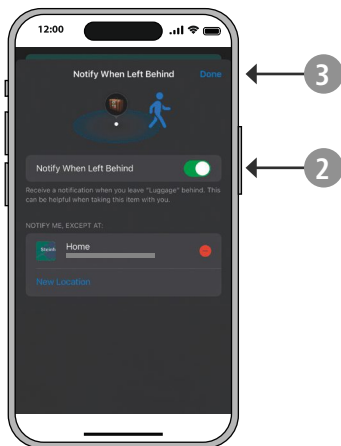 12:00
Notify When Left Behind Done
3
Notify When Left Behind
2
Receive a notification when you leave "Luggage" behind. This
can be helpful when taking this item with you.
NOTIFY ME, EXCEPT AT:
Home
New Location